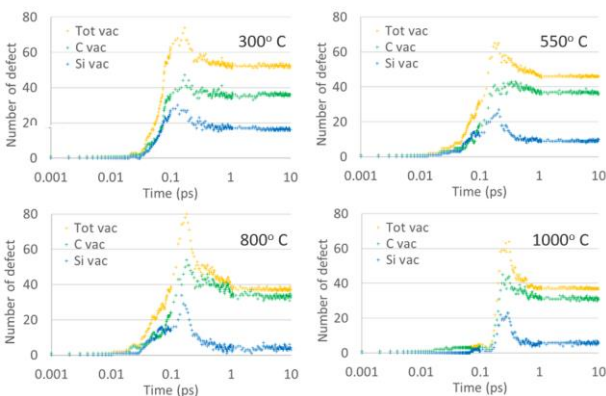 80
60
40
20
0
Number of defect
Tot vac
C vac
Si vac
300° C
0.001 0.01 0.1 1 10
Time (ps)
80
60
40
20
0
Number of defect
Tot vac
C vac
Si vac
550° C
0.001 0.01 0.1 1 10
Time (ps)
80
60
40
20
0
Number of defect
Tot vac
C vac
Si vac
800° C
0.001 0.01 0.1 1 10
Time (ps)
80
60
40
20
0
Number of defect
Tot vac
C vac
Si vac
1000° C
0.001 0.01 0.1 1 10
Time (ps)